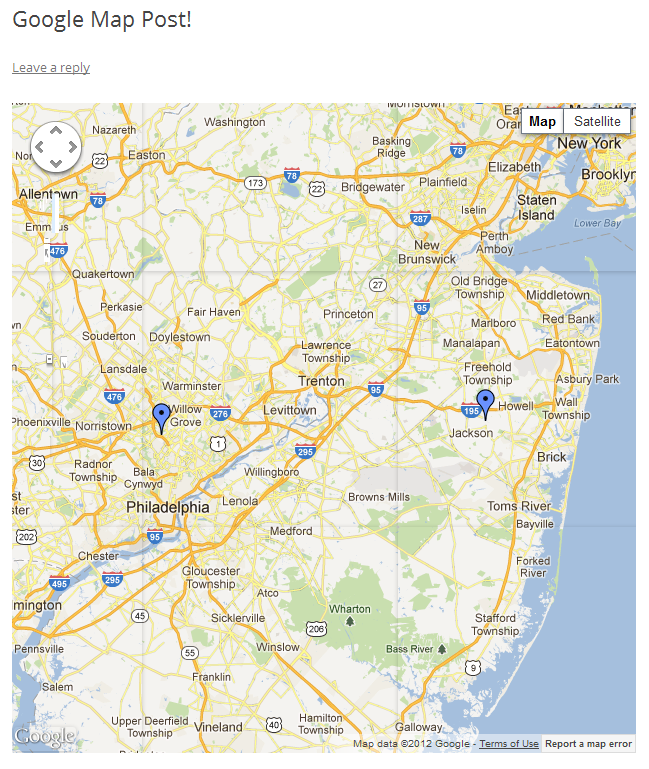 Google Map Post!
Leave a reply
Morristown
Washington
Nazareth
Easton
Basking
Ridge
78
Map
Satellite
New York
Brooklyn
22
173
78
22
Bridgewater
Plainfield
Elizabeth
Staten
Island
Allentown
78
287
Iselin
Lower Bay
476
New
Brunswick
Perth
Amboy
Quakertown
27
Old Bridge
Township
Middletown
Perkasie
Fair Haven
Princeton
95
Marlboro
Red Bank
Souderton
Doylestown
Lawrence
Township
Manalapan
Eatontown
Lansdale
Warminster
Trenton
95
Freehold
Township
Asbury Park
476
Willow
Grove
276
Levittown
195
Howell
Wall
Township
Phoenixville
Norristown
1
295
Jackson
30
Radnor
Township
Bala
Cynwyd
Willingboro
Brick
Philadelphia
Lenola
Browns Mills
Toms River
Bayville
202
95
Medford
Chester
495
295
Gloucester
Township
Forked
River
Atco
45
Sicklerville
Wharton
206
Stafford
Township
Pennsville
55
Winslow
Bass River
9
Salem
Franklin
Upper Deerfield
Township
Vineland
40
Hamilton
Township
Galloway
Google
Map data ©2012 Google - Terms of Use
Report a map error